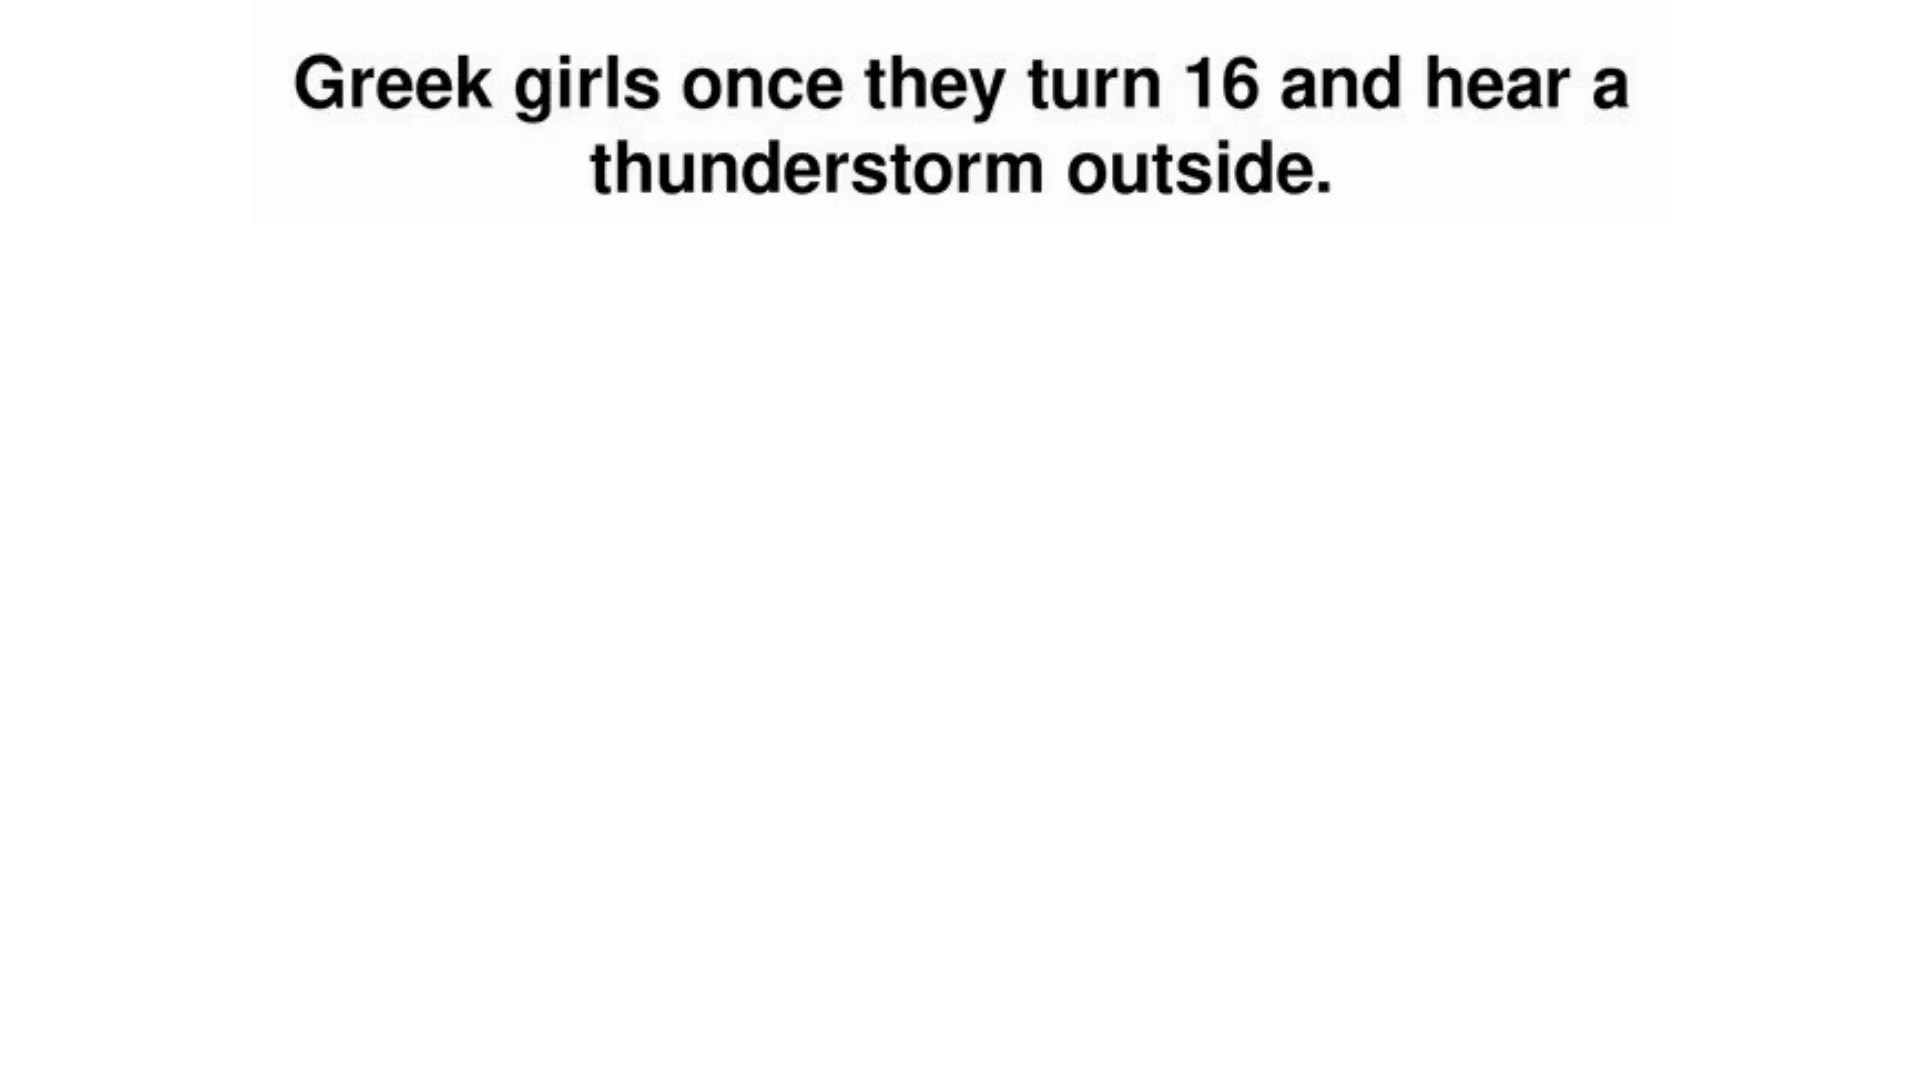 Greek girls once they turn 16 and hear a
thunderstorm outside.